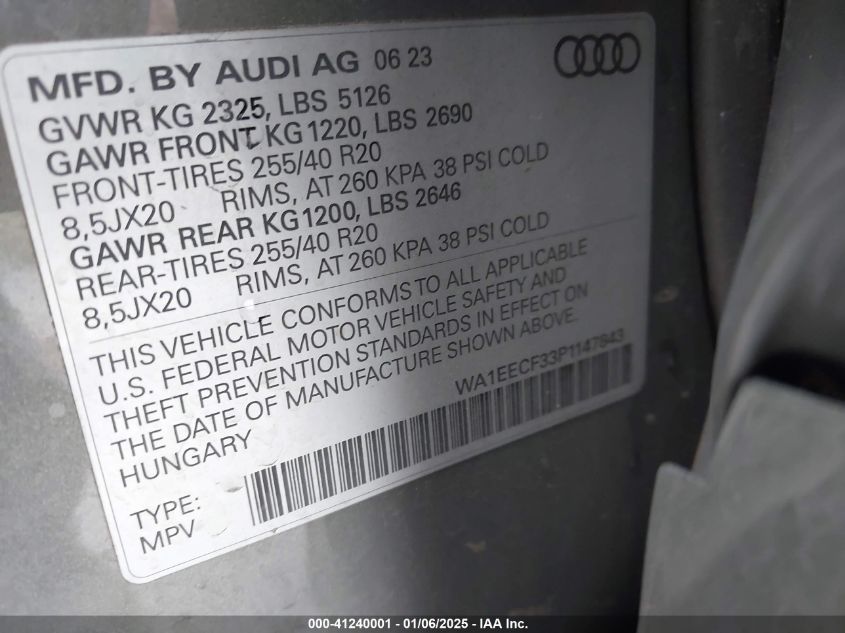 MFD. BY AUDI AG 06 23
GVWR KG 2325, LBS 5126
GAWR FRONT KG1220, LBS 2690
FRONT-TIRES 255/40 R20
8,5JX20 RIMS, AT 260 KPA 38 PSI COLD
GAWR REAR KG1200, LBS 2646
REAR-TIRES 255/40 R20
8,5JX20 RIMS, AT 260 KPA 38 PSI COLD
THIS VEHICLE CONFORMS TO ALL APPLICABLE
U.S. FEDERAL MOTOR VEHICLE SAFETY AND
THEFT PREVENTION STANDARDS IN EFFECT ON
THE DATE OF MANUFACTURE SHOWN ABOVE.
HUNGARY
WA1EECF33P1147643
TYPE:
MPV
000-41240001 - 01/06/2025 - IAA Inc.